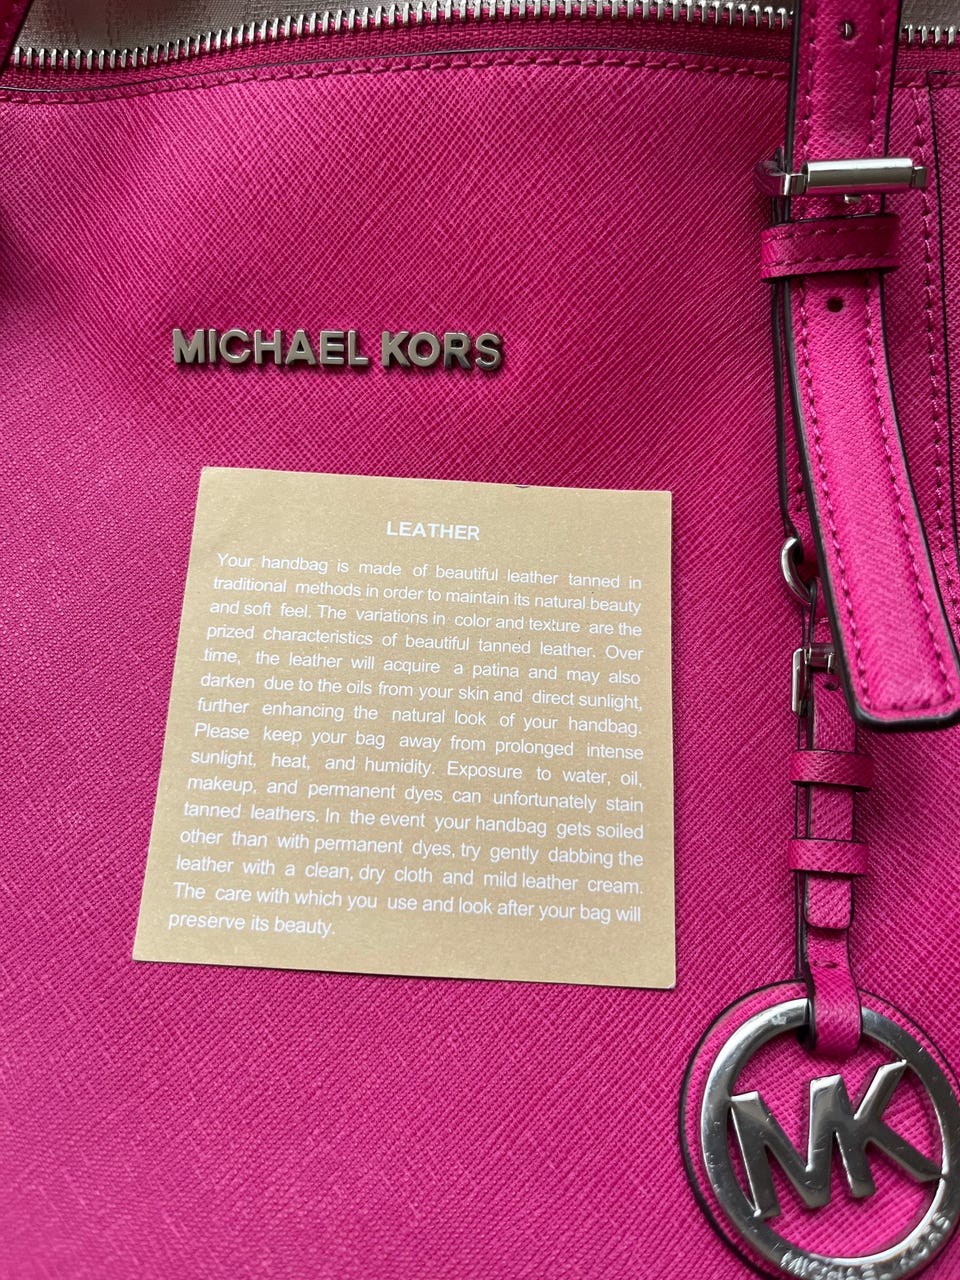 MICHAEL KORS
LEATHER
Your handbag is made of beautiful leather tanned in
traditional methods in order to maintain its natural beauty
and soft feel. The variations in color and texture are the
prized characteristics of beautiful tanned leather. Over
time, the leather will acquire a patina and may also
darken due to the oils from your skin and direct sunlight,
further enhancing the natural look of your handbag.
Please keep your bag away from prolonged intense
sunlight, heat, and humidity. Exposure to water, oil,
makeup, and permanent dyes can unfortunately stain
tanned leathers. In the event your handbag gets soiled
other than with permanent dyes, try gently dabbing the
leather with a clean, dry cloth and mild leather cream.
The care with which you use and look after your bag will
preserve its beauty.
MK
MICHAEL KORS